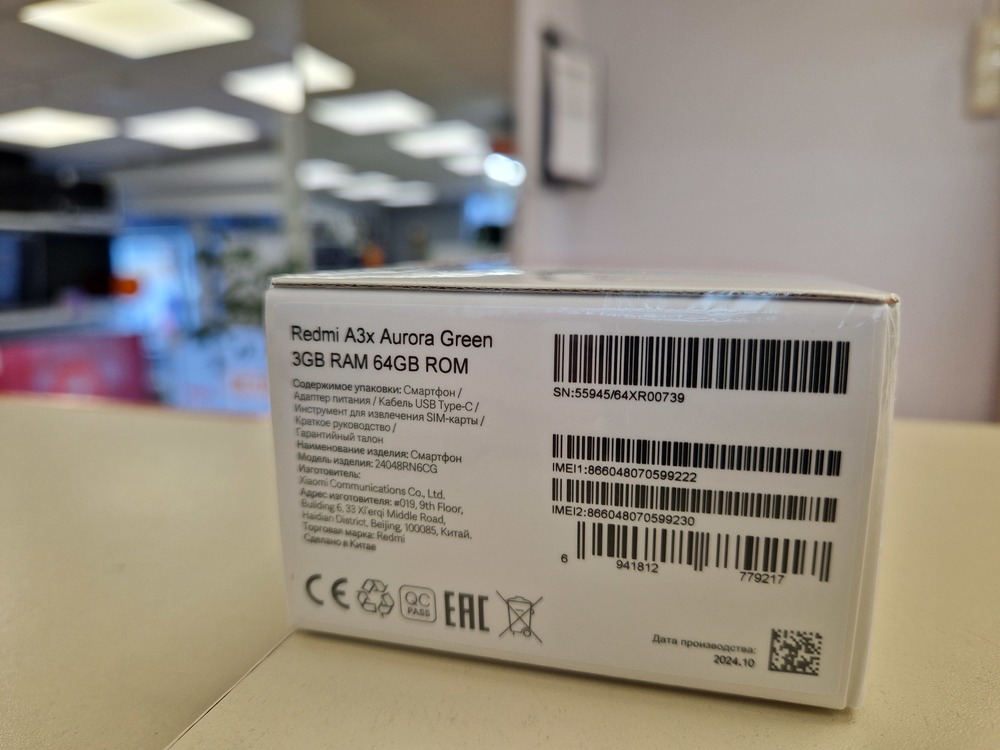 Redmi A3x Aurora Green
3GB RAM 64GB ROM
Содержимое упаковки: Смартфон /
Адаптер питания / Кабель USB Type-C /
Инструмент для извлечения SIM-карты /
Краткое руководство /
Гарантийный талон
Наименование изделия: Смартфон
Модель изделия: 24048RN6CG
Изготовитель:
Xiaomi Communications Co., Ltd.
Адрес изготовителя: #019, 9th Floor,
Building 6, 33 Xi'erqi Middle Road,
Haidian District, Beijing, 100085, Китай.
Торговая марка: Redmi
Сделано в Китае
CE
QC
PASS
EAC
SN:55945/64XR00739
IMEI1:866048070599222
IMEI2:866048070599230
6 941812 779217
Дата производства:
2024.10